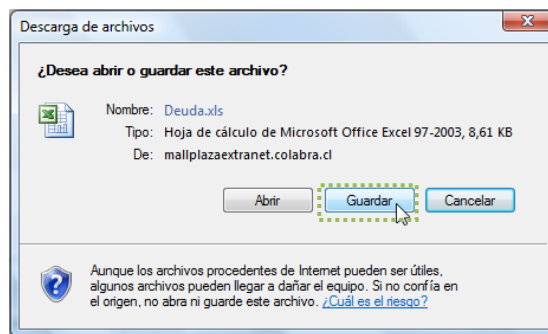 Descarga de archivos
¿Desea abrir o guardar este archivo?
Nombre: Deuda.xls
Tipo: Hoja de cálculo de Microsoft Office Excel 97-2003, 8,61 KB
De: mallplazaextranet.colabra.cl
Abrir Guardar Cancelar
Aunque los archivos procedentes de Internet pueden ser útiles,
algunos archivos pueden llegar a dañar el equipo. Si no confía en
el origen, no abra ni guarde este archivo. ¿Cuál es el riesgo?